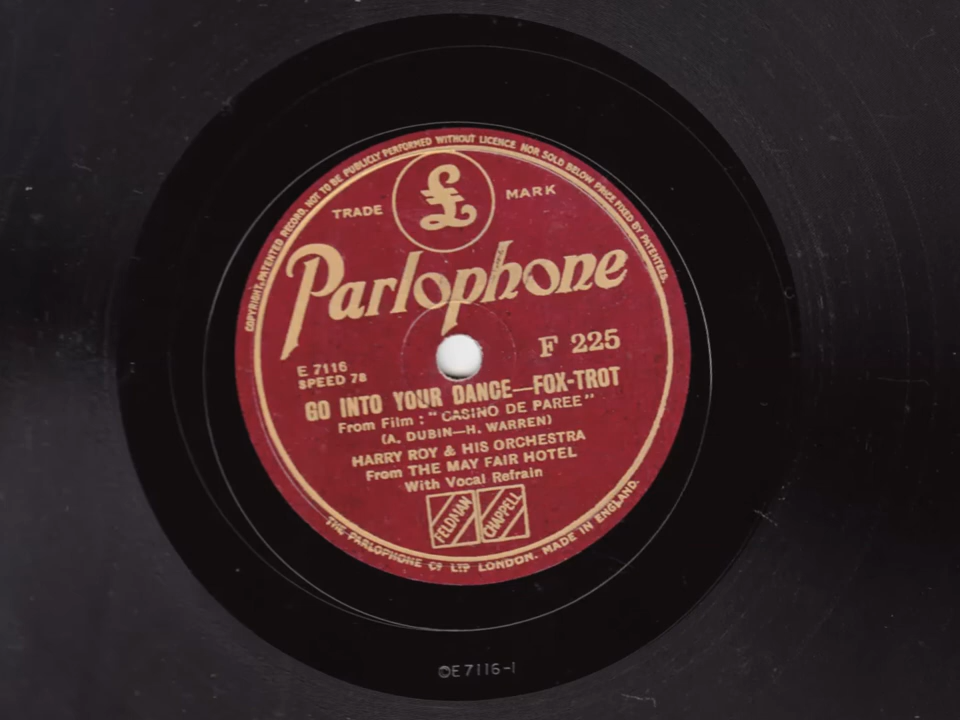 COPYRIGHT. PATENTED RECORD. NOT TO BE PUBLICLY PERFORMED WITHOUT LICENCE NOR SOLD BELOW PRICE FIXED BY PATENTEES.
TRADE £ MARK
Parlophone
F 225
E 7116
SPEED 78
GO INTO YOUR DANCE—FOX-TROT
From Film: "CASINO DE PAREE"
(A. DUBIN—H. WARREN)
HARRY ROY & HIS ORCHESTRA
From THE MAY FAIR HOTEL
With Vocal Refrain
FELDMAN CHAPPELL
THE PARLOPHONE Co LTD LONDON. MADE IN ENGLAND.
E7116-1